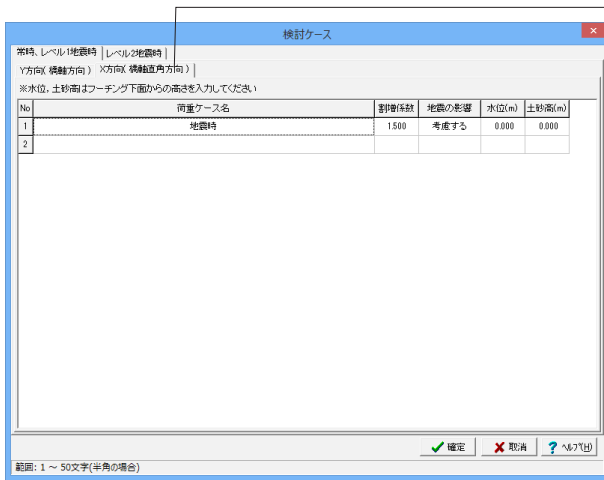 検討ケース
常時、レベル1地震時 レベル2地震時
Y方向( 橋軸方向 ) X方向( 橋軸直角方向 )
※水位，土砂高はフーチング下面からの高さを入力してください
No 荷重ケース名 割増係数 地震の影響 水位(m) 土砂高(m)
1 地震時 1.500 考慮する 0.000 0.000
2
確定 取消 ? ヘルプ(H)
範囲: 1 ～ 50文字(半角の場合)